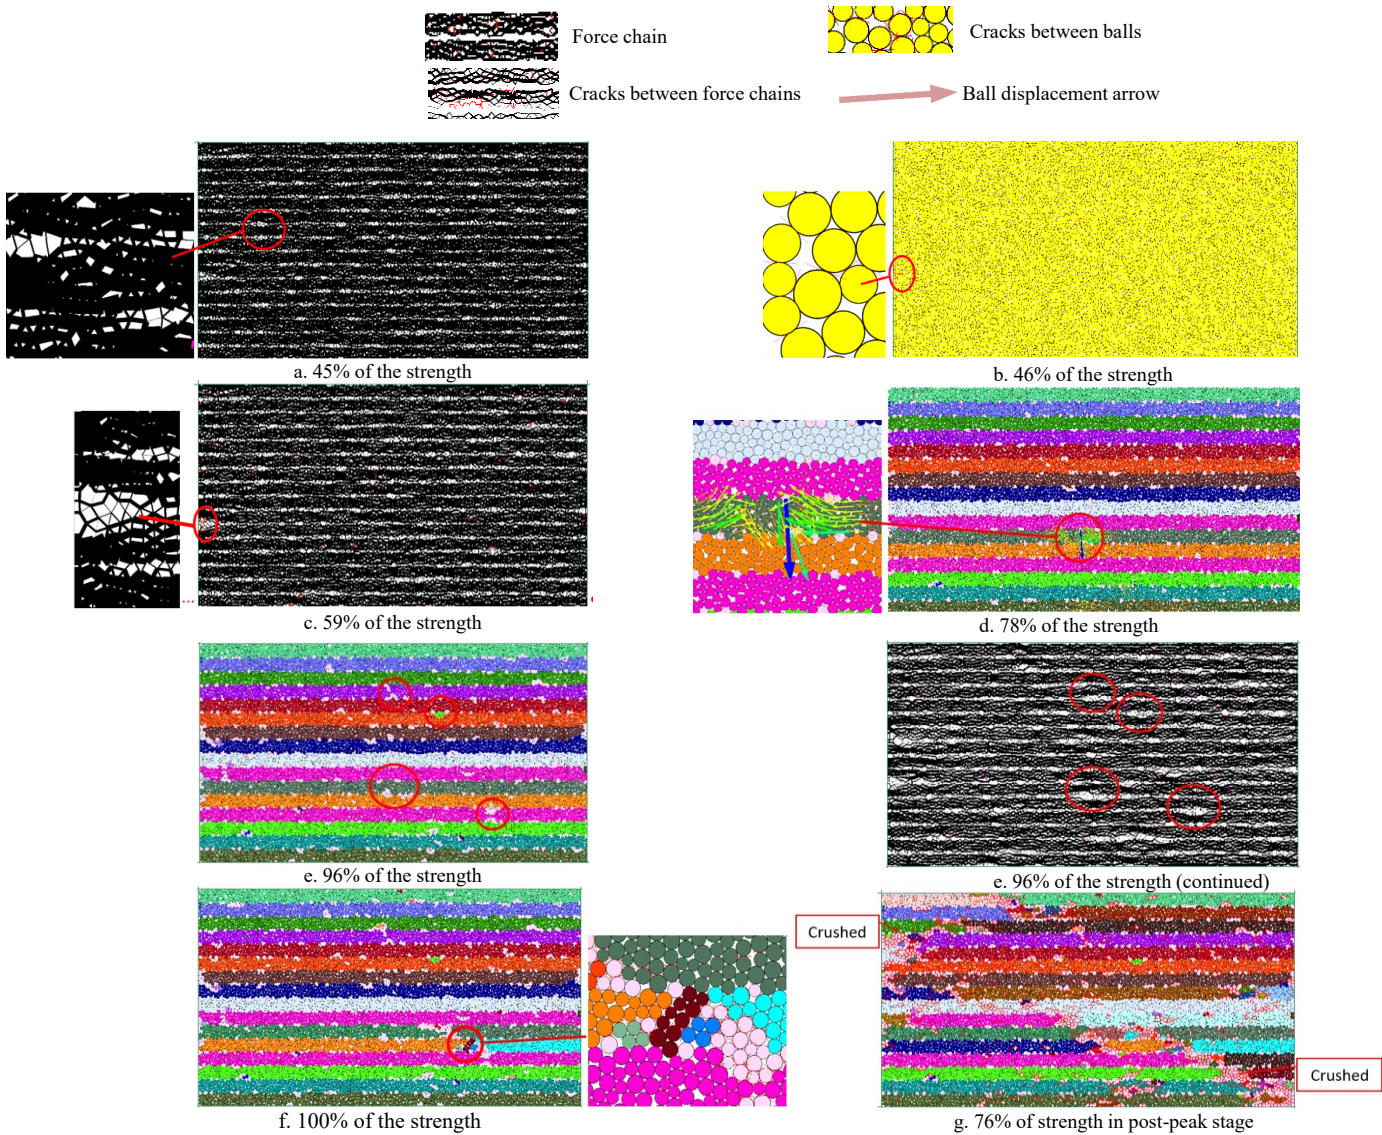 Force chain
Cracks between balls
Cracks between force chains
Ball displacement arrow
a. 45% of the strength
b. 46% of the strength
c. 59% of the strength
d. 78% of the strength
e. 96% of the strength
e. 96% of the strength (continued)
Crushed
Crushed
f. 100% of the strength
g. 76% of strength in post-peak stage